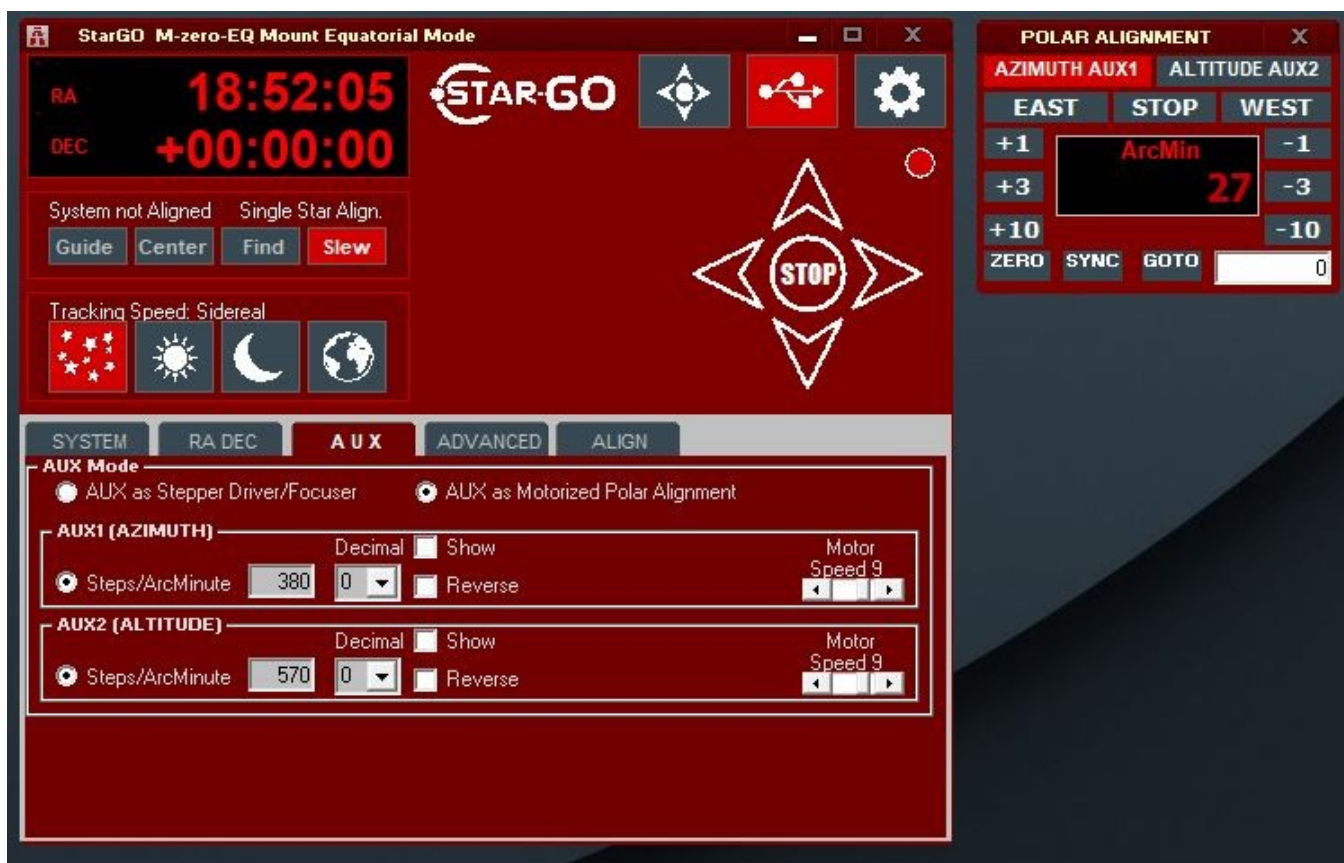 StarGO M-zero-EQ Mount Equatorial Mode
RA 18:52:05
DEC +00:00:00
STAR-GO
System not Aligned Single Star Align.
Guide Center Find Slew
STOP
Tracking Speed: Sidereal
SYSTEM RA DEC AUX ADVANCED ALIGN
AUX Mode
AUX as Stepper Driver/Focuser AUX as Motorized Polar Alignment
AUX1 (AZIMUTH)
Decimal Show Motor
Speed 9
Steps/ArcMinute 380 0 Reverse
AUX2 (ALTITUDE)
Decimal Show Motor
Speed 9
Steps/ArcMinute 570 0 Reverse
POLAR ALIGNMENT X
AZIMUTH AUX1 ALTITUDE AUX2
EAST STOP WEST
+1 ArcMin -1
+3 27 -3
+10 -10
ZERO SYNC GOTO 0